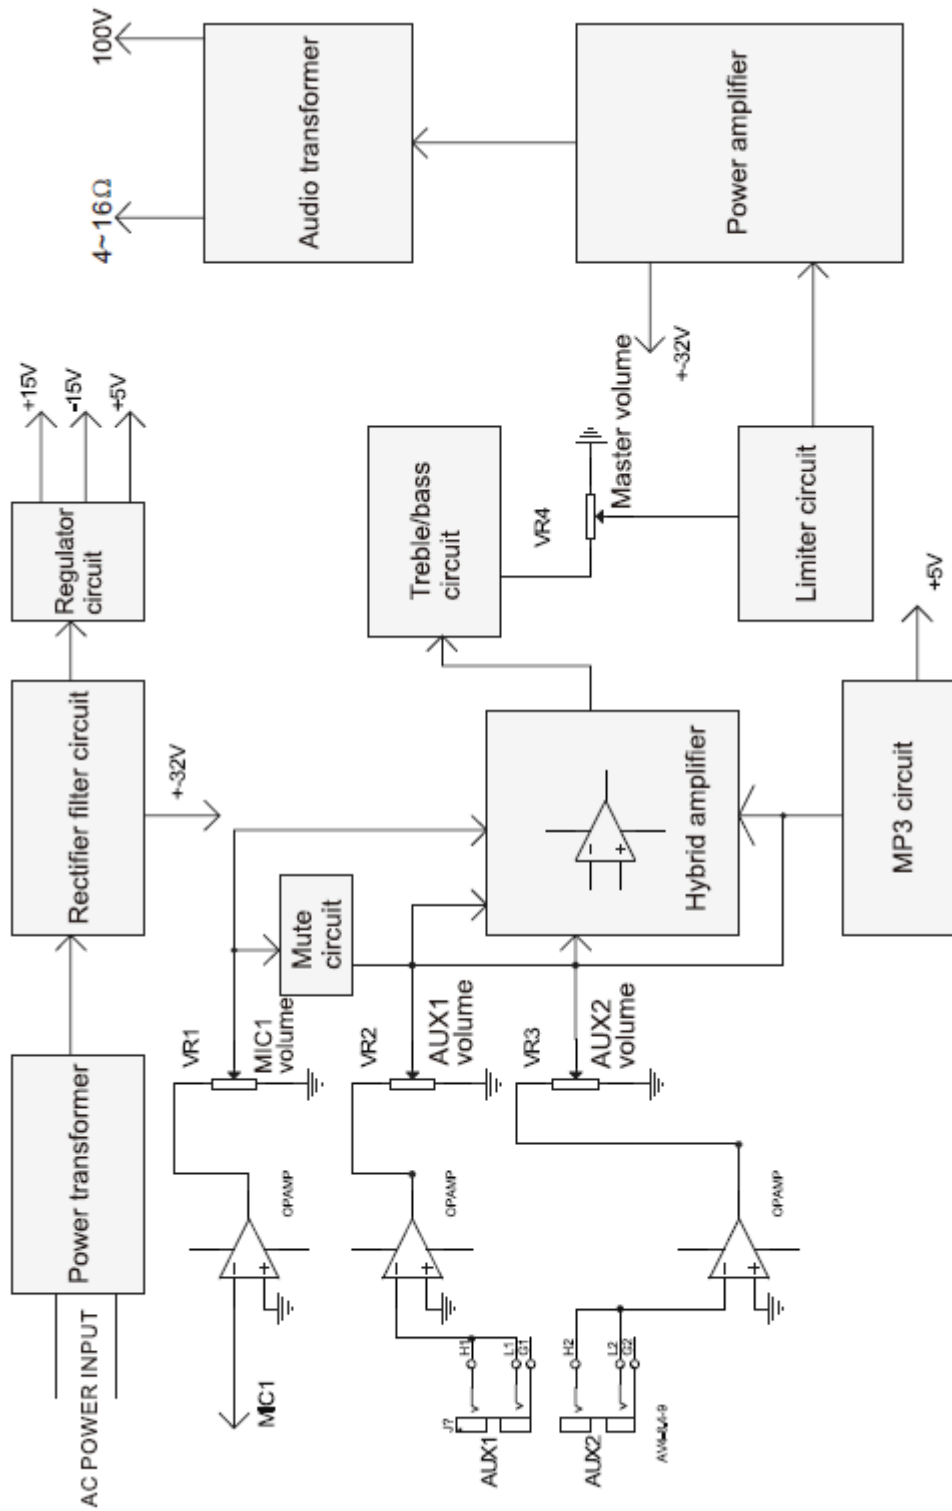 AC POWER INPUT
Power transformer
Rectifier filter circuit
+-32V
Regulator
circuit
+15V
-15V
+5V
4~16Ω
100V
Audio transformer
Power amplifier
+-32V
MIC1
OPAMP
VR1
MIC1
volume
Mute
circuit
Treble/bass
circuit
VR4
Master volume
Limiter circuit
AUX1
J?
H1
L1
G1
OPAMP
VR2
AUX1
volume
Hybrid amplifier
AUX2
H2
L2
G2
OPAMP
VR3
AUX2
volume
MP3 circuit
+5V